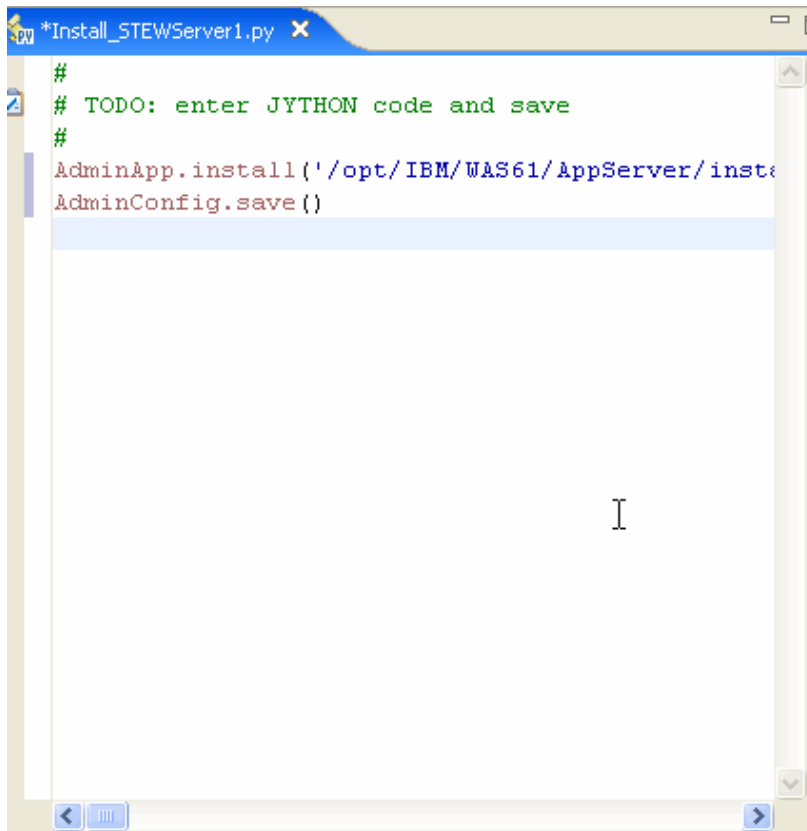 *Install_STEWServer1.py
#
# TODO: enter JYTHON code and save
#
AdminApp.install('/opt/IBM/WAS61/AppServer/insta
AdminConfig.save()